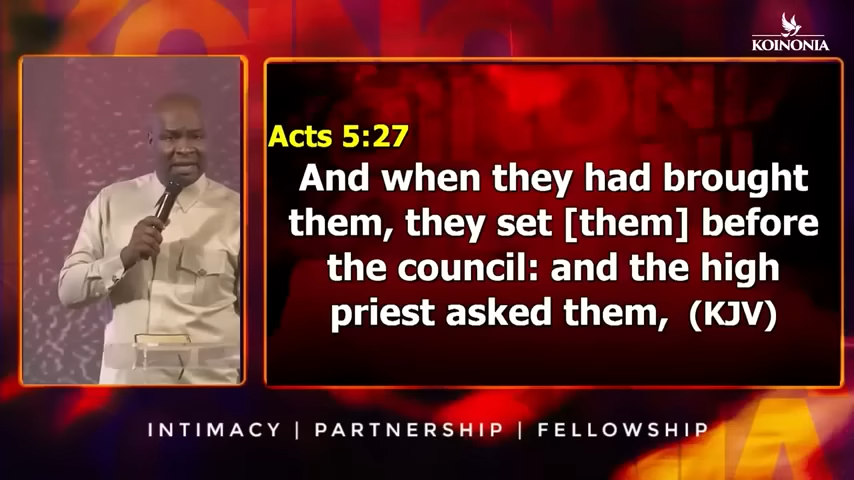 KOINONIA
Acts 5:27
And when they had brought
them, they set [them] before
the council: and the high
priest asked them, (KJV)
INTIMACY | PARTNERSHIP | FELLOWSHIP